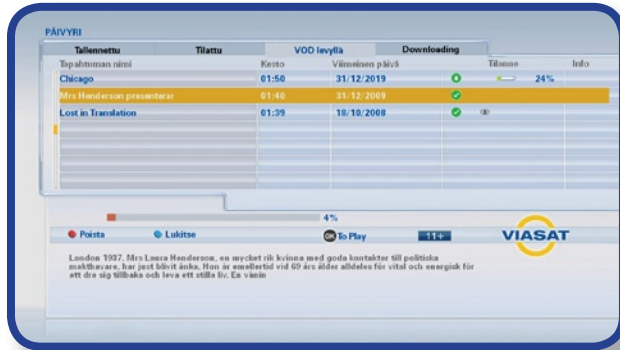 PÄIVYRI
Tallennettu Tilattu VOD levyllä Downloading
Tapahtuman nimi Kesto Viimeinen päivä Tilanne Info
Chicago 01:50 31/12/2019 24%
Mrs Henderson presenterar 01:40 31/12/2009
Lost in Translation 01:39 18/10/2008
4%
Poista Lukitse OK To Play 11+ VIASAT
London 1937. Mrs Laura Henderson, en mycket rik kvinna med goda kontakter till politiska
makthavare, har just blivit änka. Hon är emellertid vid 69 års ålder alldeles för vital och energisk för
att dra sig tillbaka och leva ett stilla liv. En vänin